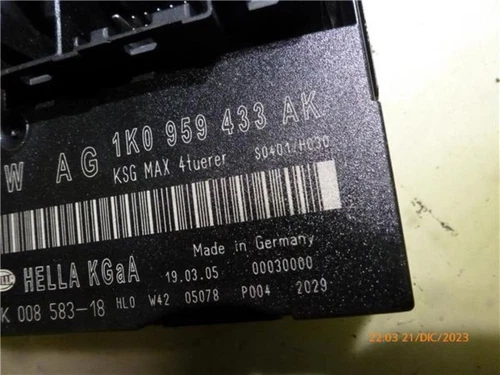 W AG 1K0 959 433 AK
KSG MAX 4tuerer S0401/H030
Made in Germany
HELLA KGaA 19.03.05 00030000
K 008 583-18 HLO W42 05078 P004 2029
22:03 21/DIC/2023